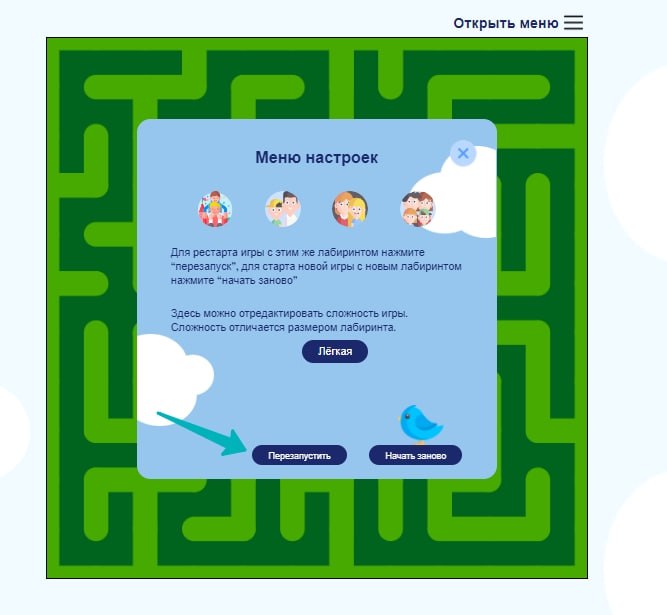 Открыть меню
Меню настроек
Для рестарта игры с этим же лабиринтом нажмите
“перезапуск”, для старта новой игры с новым лабиринтом
нажмите “начать заново”
Здесь можно отредактировать сложность игры.
Сложность отличается размером лабиринта.
Лёгкая
Перезапустить
Начать заново